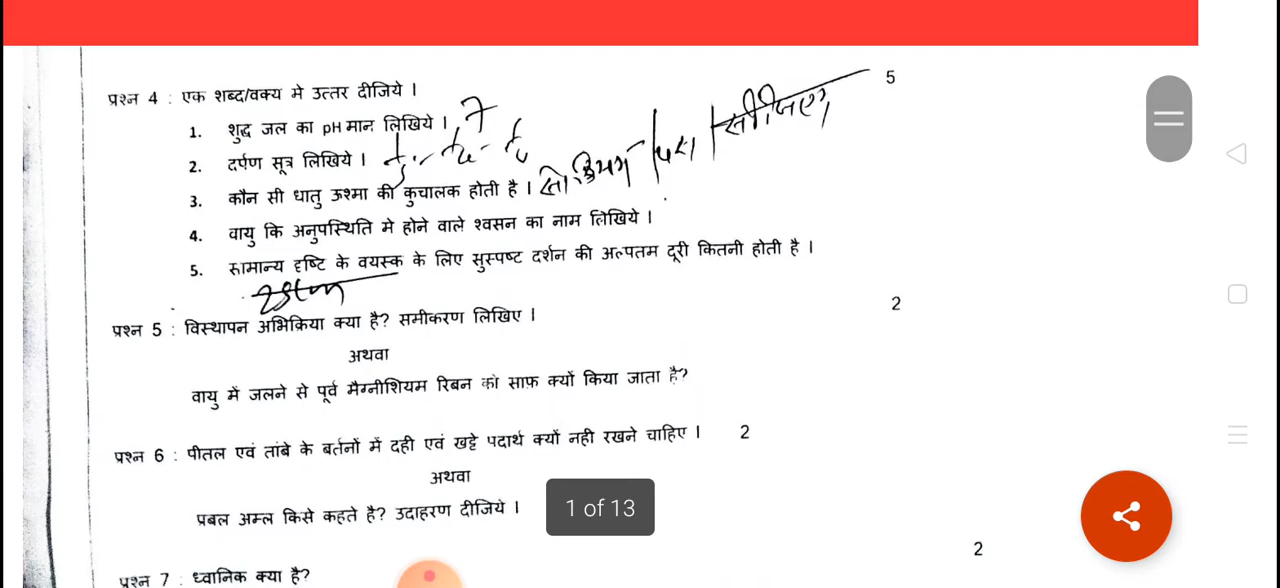 प्रश्न 4 : एक शब्द/वाक्य मे उत्तर दीजिये । 5
1. शुद्ध जल का pH मान लिखिये । 7
2. दर्पण सूत्र लिखिये ।
3. कौन सी धातु ऊश्मा की कुचालक होती है ।
4. वायु कि अनुपस्थिति मे होने वाले श्वसन का नाम लिखिये ।
5. सामान्य दृष्टि के वयस्क के लिए सुस्पष्ट दर्शन की अल्पतम दूरी कितनी होती है ।
25cm
प्रश्न 5 : विस्थापन अभिक्रिया क्या है? समीकरण लिखिए । 2
अथवा
वायु में जलने से पूर्व मैग्नीशियम रिबन को साफ़ क्यों किया जाता है?
प्रश्न 6 : पीतल एवं तांबे के बर्तनों में दही एवं खट्टे पदार्थ क्यों नही रखने चाहिए । 2
अथवा
प्रबल अम्ल किसे कहते है? उदाहरण दीजिये ।
1 of 13
2
प्रश्न 7 : ध्वानिक क्या है?